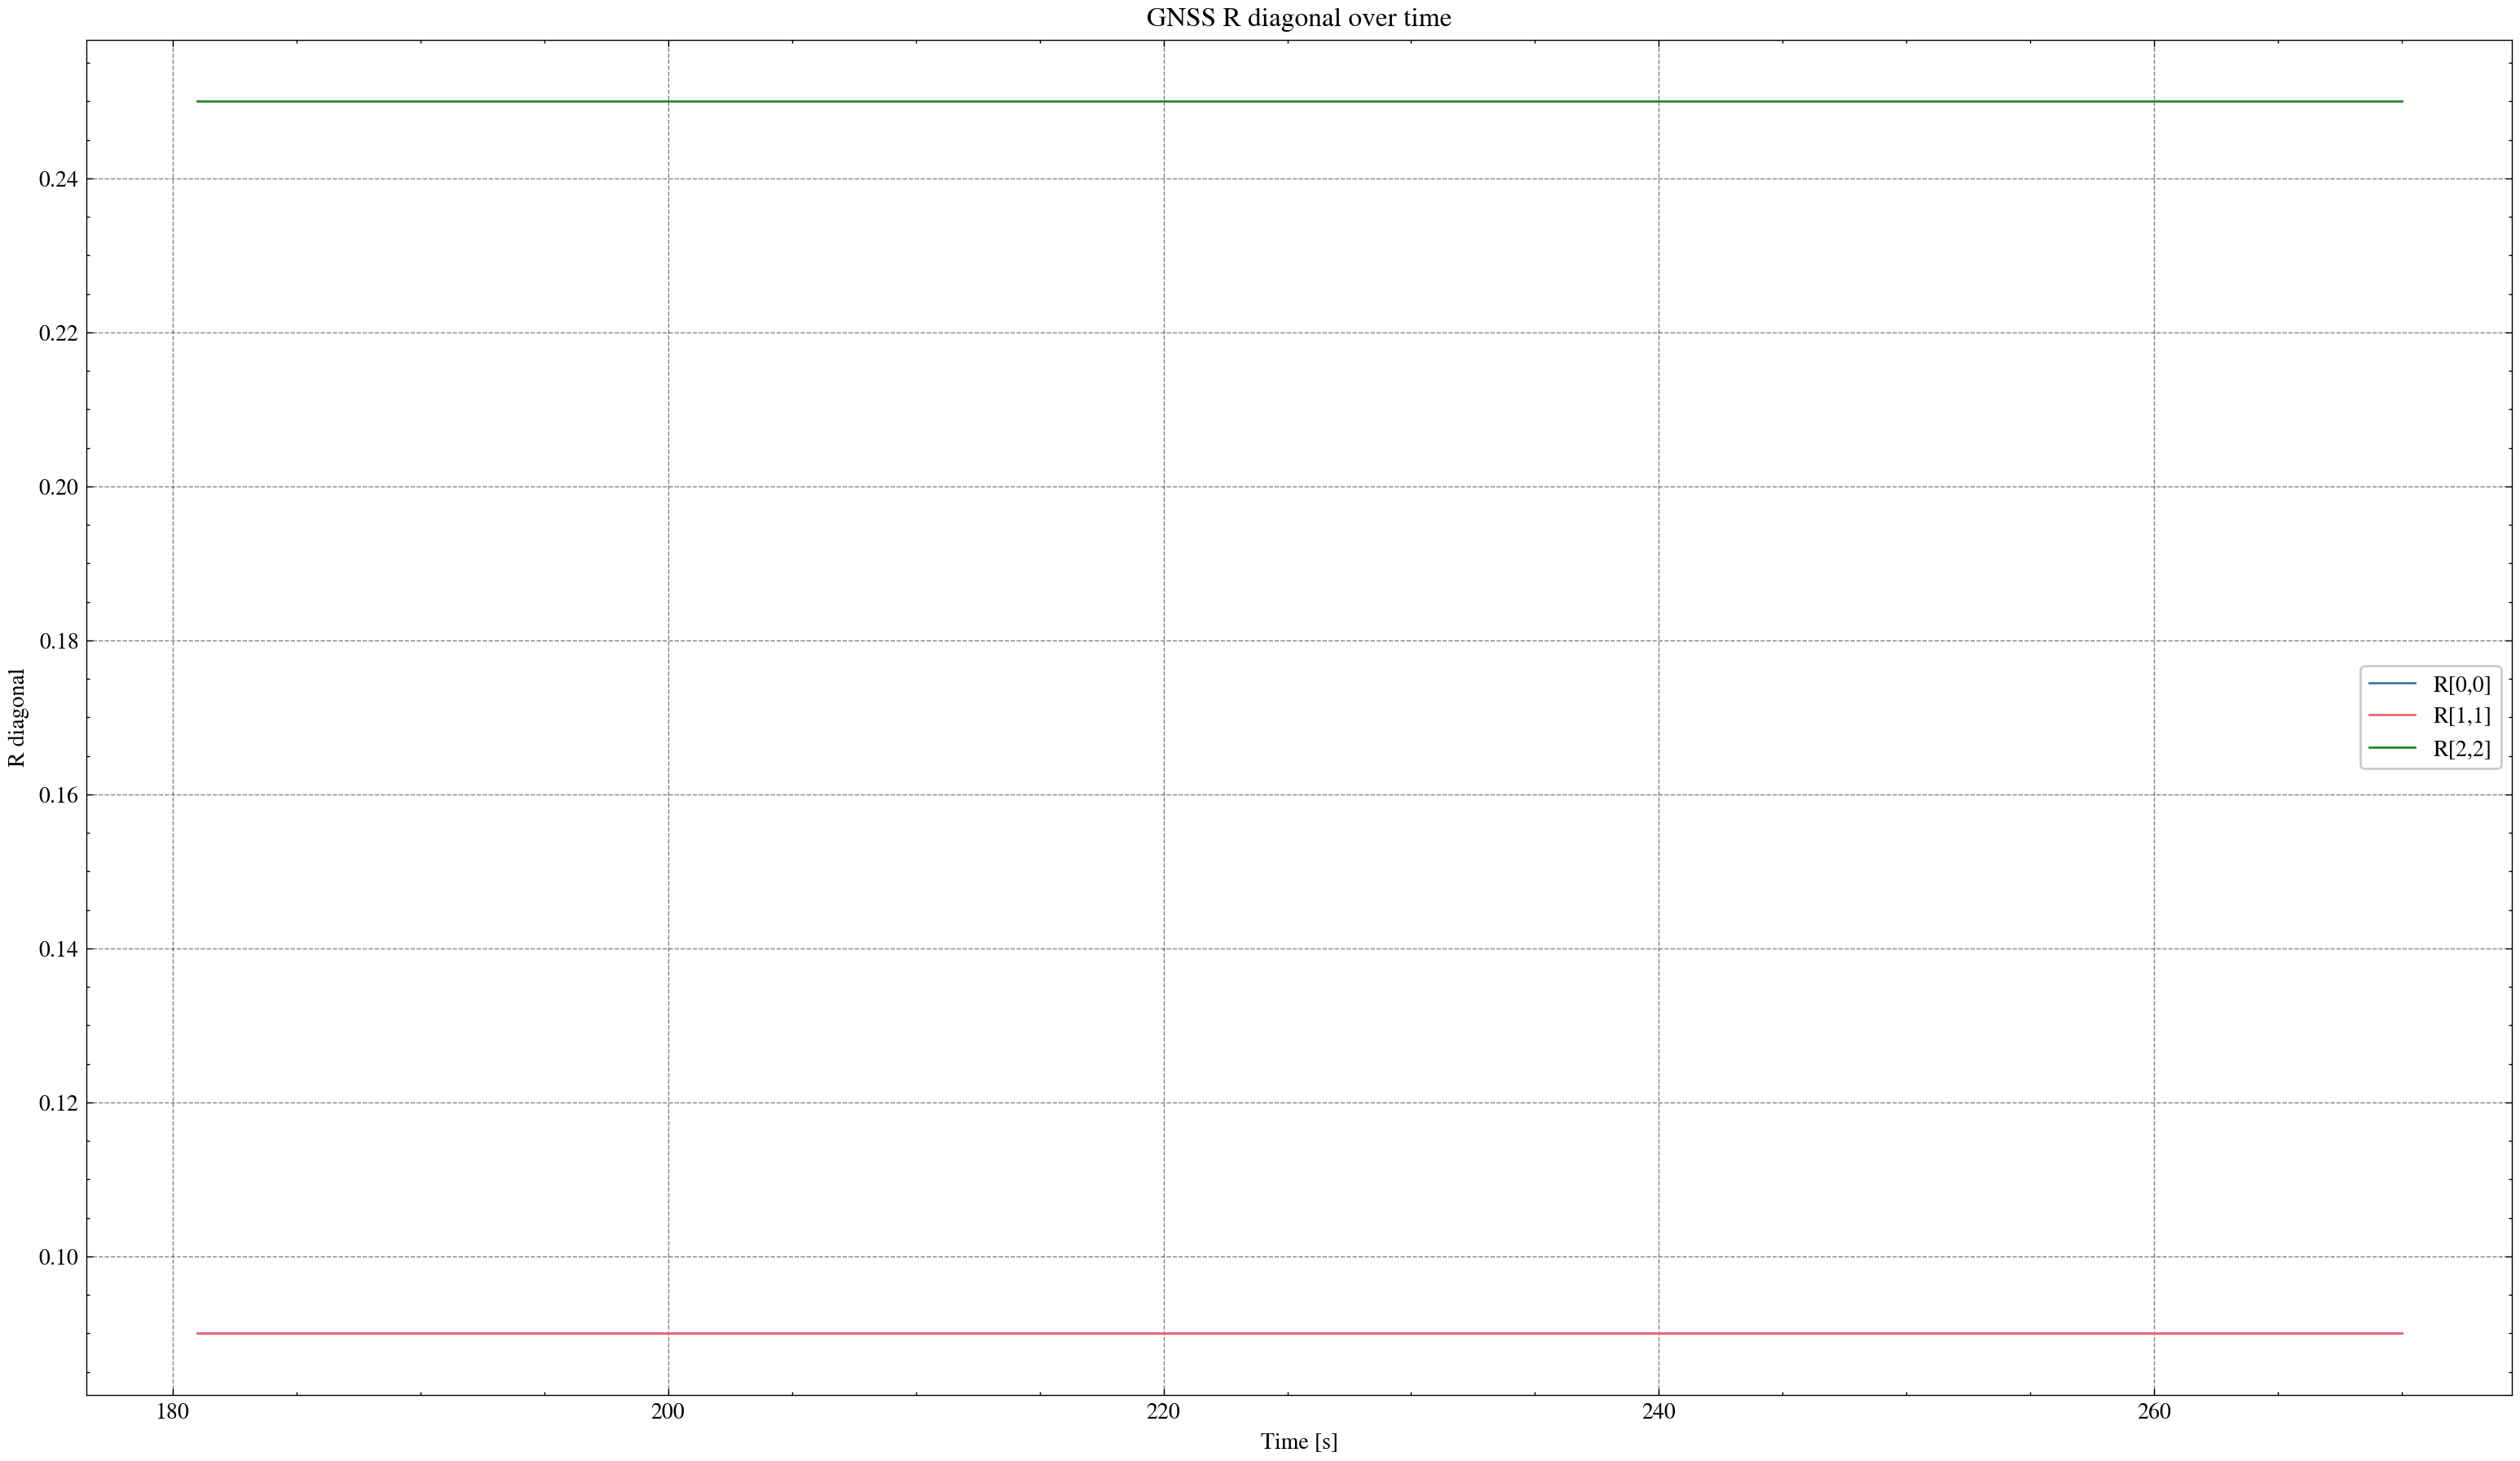 GNSS R diagonal over time
R diagonal
0.24
0.22
0.20
0.18
0.16
0.14
0.12
0.10
R[0,0]
R[1,1]
R[2,2]
180 200 220 240 260
Time [s]